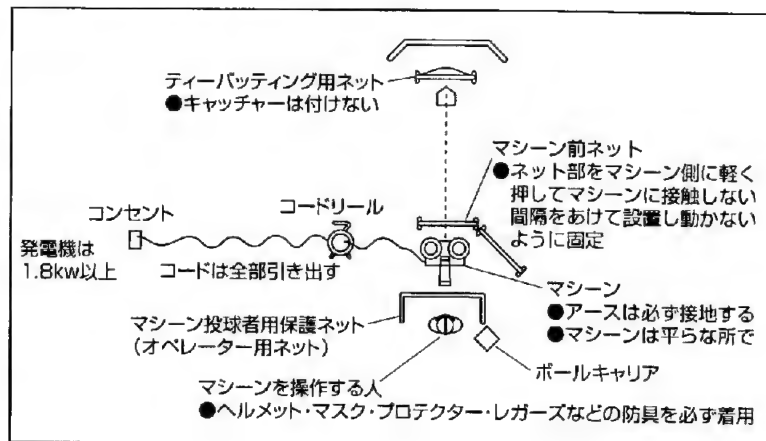 ティーバッティング用ネット
●キャッチャーは付けない
マシーン前ネット
●ネット部をマシーン側に軽く
押してマシーンに接触しない
間隔をあけて設置し動かない
ように固定
コンセント
コードリール
発電機は
1.8kw以上
コードは全部引き出す
マシーン
●アースは必ず接地する
●マシーンは平らな所で
マシーン投球者用保護ネット
(オペレーター用ネット)
ボールキャリア
マシーンを操作する人
●ヘルメット・マスク・プロテクター・レガーズなどの防具を必ず着用